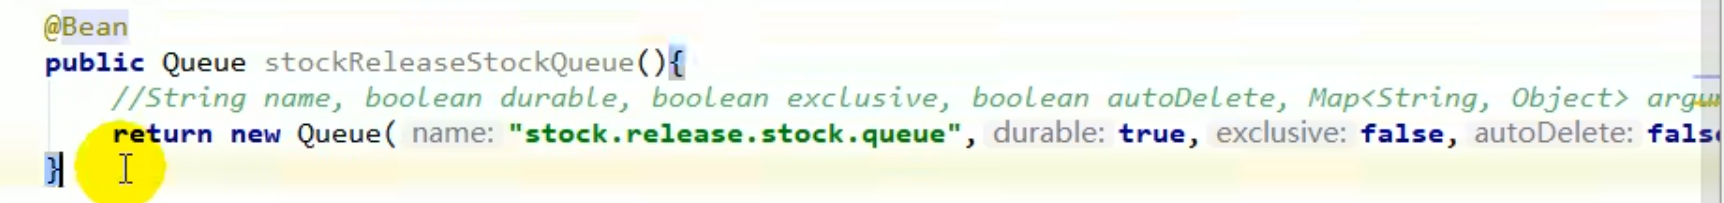 @Bean
public Queue stockReleaseStockQueue(){
//String name, boolean durable, boolean exclusive, boolean autoDelete, Map<String, Object> argum
return new Queue( name: "stock.release.stock.queue", durable: true, exclusive: false, autoDelete: fals
}